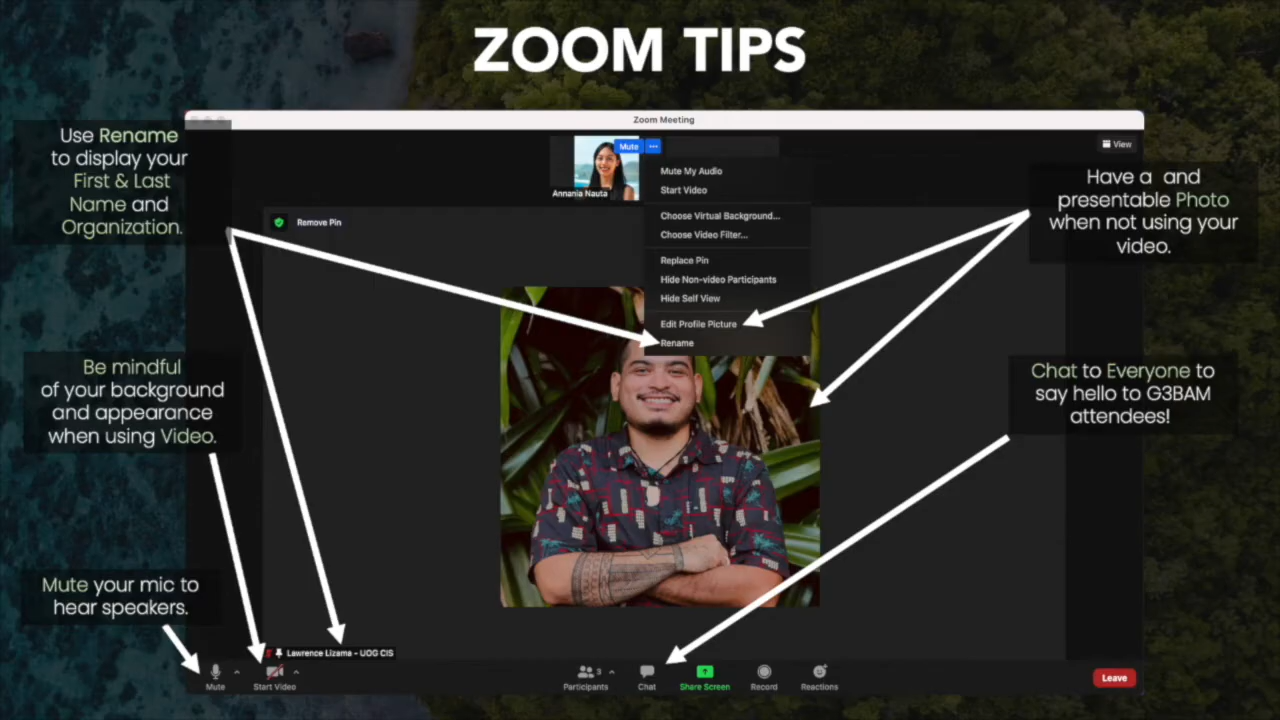 ZOOM TIPS
Zoom Meeting
Use Rename
to display your
First & Last
Name and
Organization.
Mute
...
Annania Nauta
View
Mute My Audio
Start Video
Choose Virtual Background...
Choose Video Filter...
Replace Pin
Hide Non-video Participants
Hide Self View
Edit Profile Picture
Rename
Remove Pin
Have a and
presentable Photo
when not using your
video.
Be mindful
of your background
and appearance
when using Video.
Chat to Everyone to
say hello to G3BAM
attendees!
Mute your mic to
hear speakers.
Lawrence Lizama - UOG CIS
Mute
Start Video
Participants 3
Chat
Share Screen
Record
Reactions
Leave